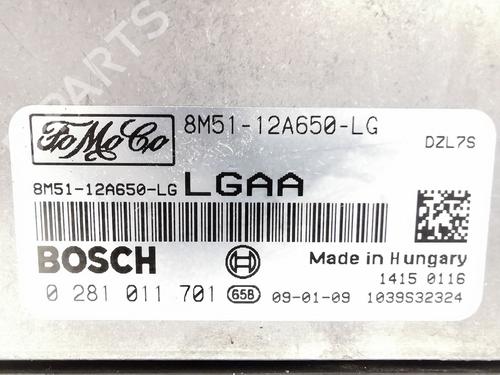 PARTS
FoMoCo 8M51-12A650-LG DZL7S
8M51-12A650-LG LGAA
BOSCH Made in Hungary
1415 0116
0 281 011 701 65B 09-01-09 1039S32324